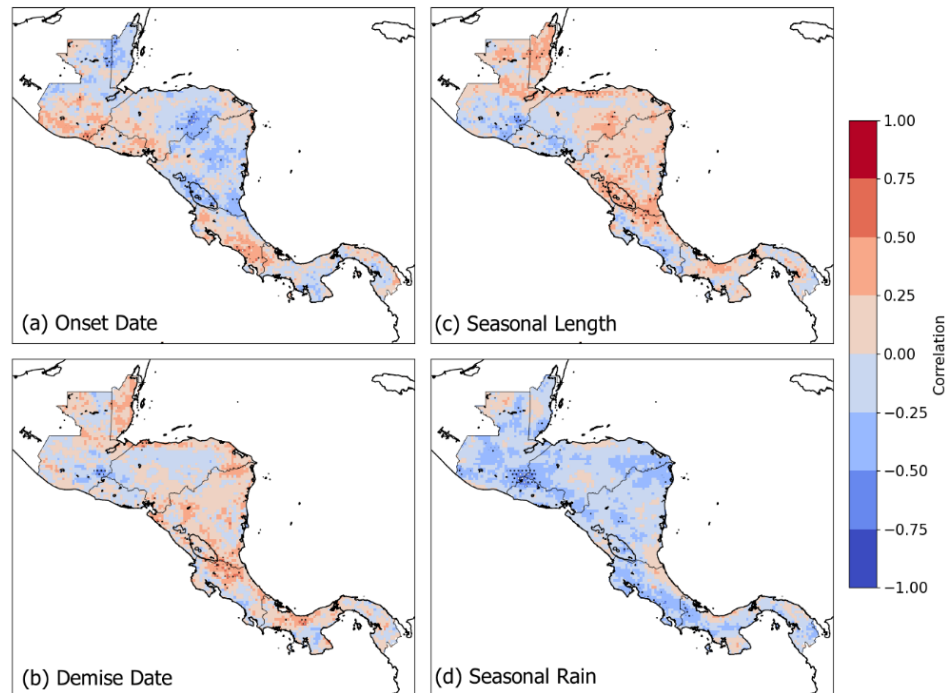 (a) Onset Date
(c) Seasonal Length
(b) Demise Date
(d) Seasonal Rain
1.00
0.75
0.50
0.25
0.00
−0.25
−0.50
−0.75
−1.00
Correlation